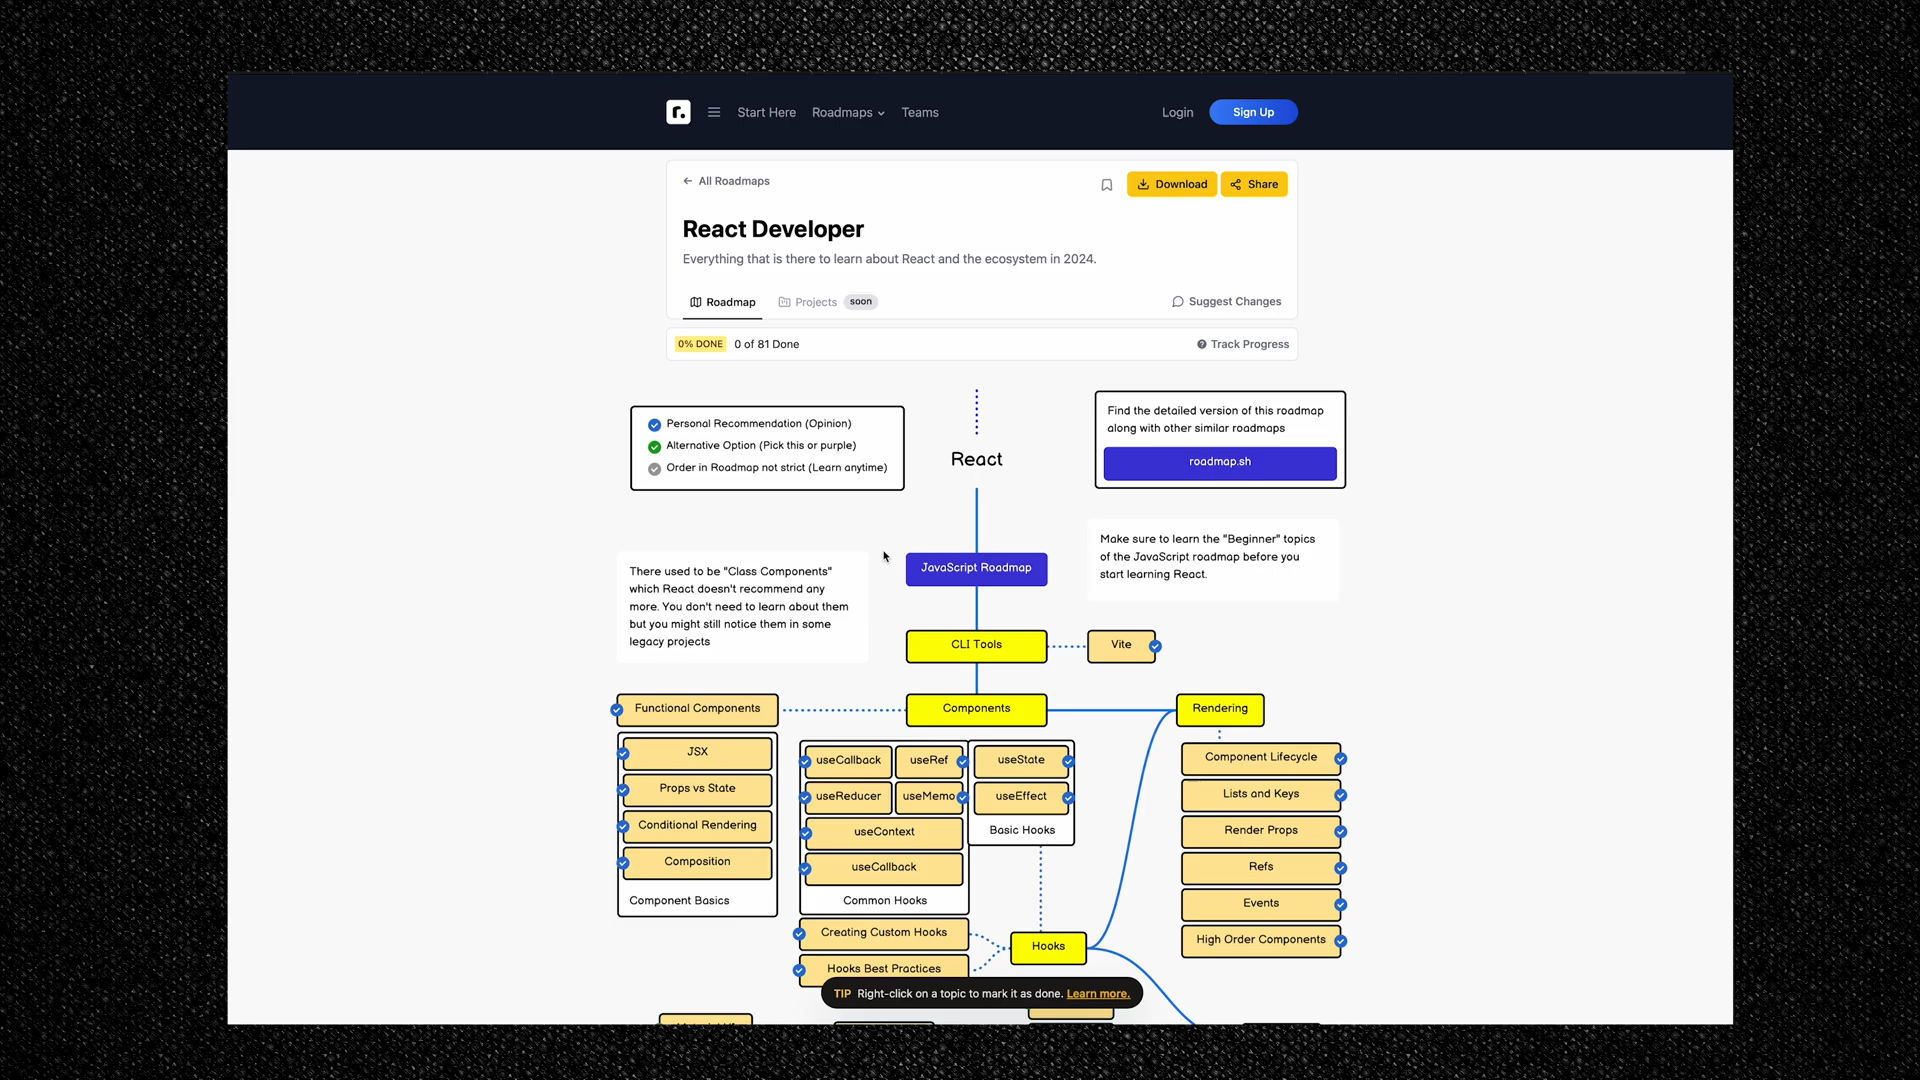 r.
Start Here
Roadmaps
Teams
Login
Sign Up
← All Roadmaps
Download
Share
React Developer
Everything that is there to learn about React and the ecosystem in 2024.
Roadmap
Projects
soon
Suggest Changes
0% DONE
0 of 81 Done
Track Progress
Personal Recommendation (Opinion)
Alternative Option (Pick this or purple)
Order in Roadmap not strict (Learn anytime)
React
Find the detailed version of this roadmap
along with other similar roadmaps
roadmap.sh
There used to be "Class Components"
which React doesn't recommend any
more. You don't need to learn about them
but you might still notice them in some
legacy projects
JavaScript Roadmap
Make sure to learn the "Beginner" topics
of the JavaScript roadmap before you
start learning React.
CLI Tools
Vite
Functional Components
Components
Rendering
JSX
Props vs State
Conditional Rendering
Composition
Component Basics
useCallback
useRef
useReducer
useMemo
useContext
useCallback
Common Hooks
useState
useEffect
Basic Hooks
Component Lifecycle
Lists and Keys
Render Props
Refs
Events
High Order Components
Creating Custom Hooks
Hooks Best Practices
Hooks
TIP Right-click on a topic to mark it as done. Learn more.